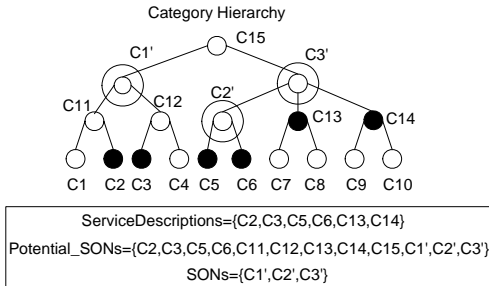 Category Hierarchy
C15
C1'
C3'
C2'
C11
C12
C13
C14
C1
C2
C3
C4
C5
C6
C7
C8
C9
C10
ServiceDescriptions={C2,C3,C5,C6,C13,C14}
Potential_SONs={C2,C3,C5,C6,C11,C12,C13,C14,C15,C1',C2',C3'}
SONs={C1',C2',C3'}